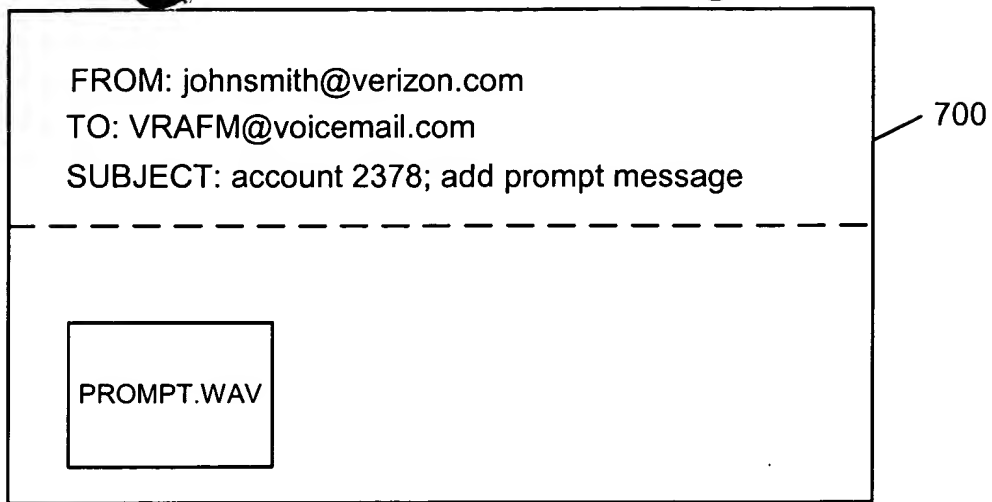 FROM: johnsmith@verizon.com
TO: VRAFM@voicemail.com
SUBJECT: account 2378; add prompt message
700
PROMPT.WAV